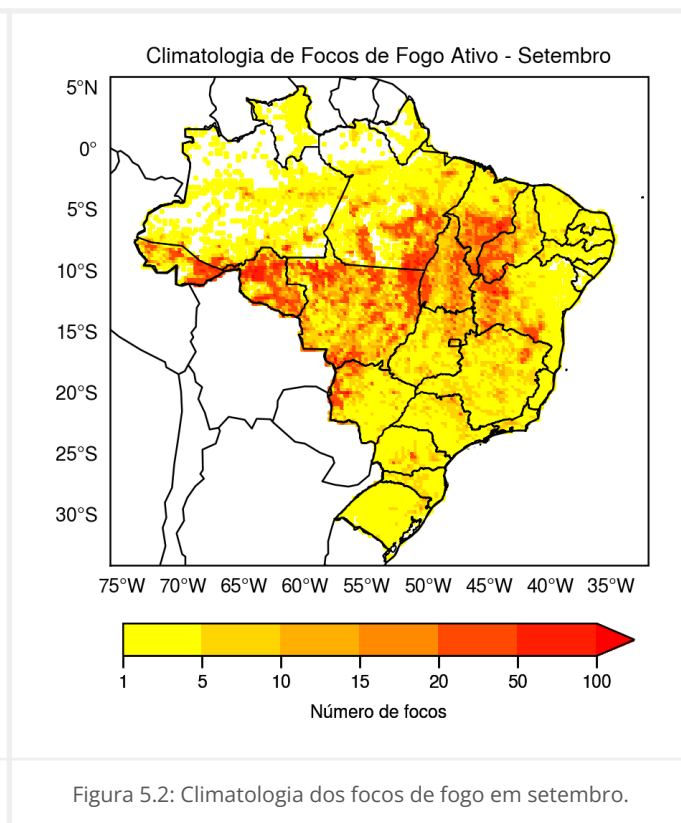 Climatologia de Focos de Fogo Ativo - Setembro
5°N
0°
5°S
10°S
15°S
20°S
25°S
30°S
75°W 70°W 65°W 60°W 55°W 50°W 45°W 40°W 35°W
1 5 10 15 20 50 100
Número de focos
Figura 5.2: Climatologia dos focos de fogo em setembro.